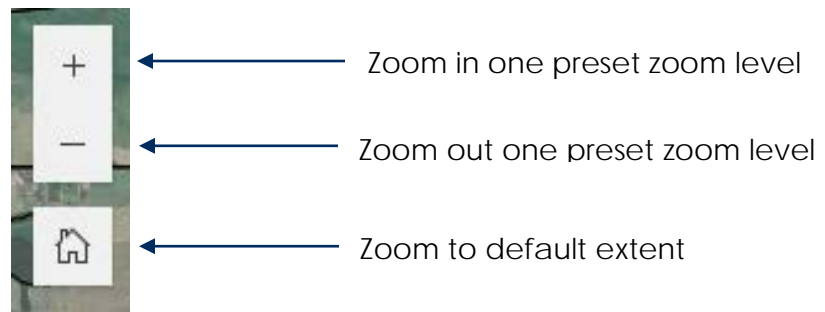 Zoom in one preset zoom level
Zoom out one preset zoom level
Zoom to default extent